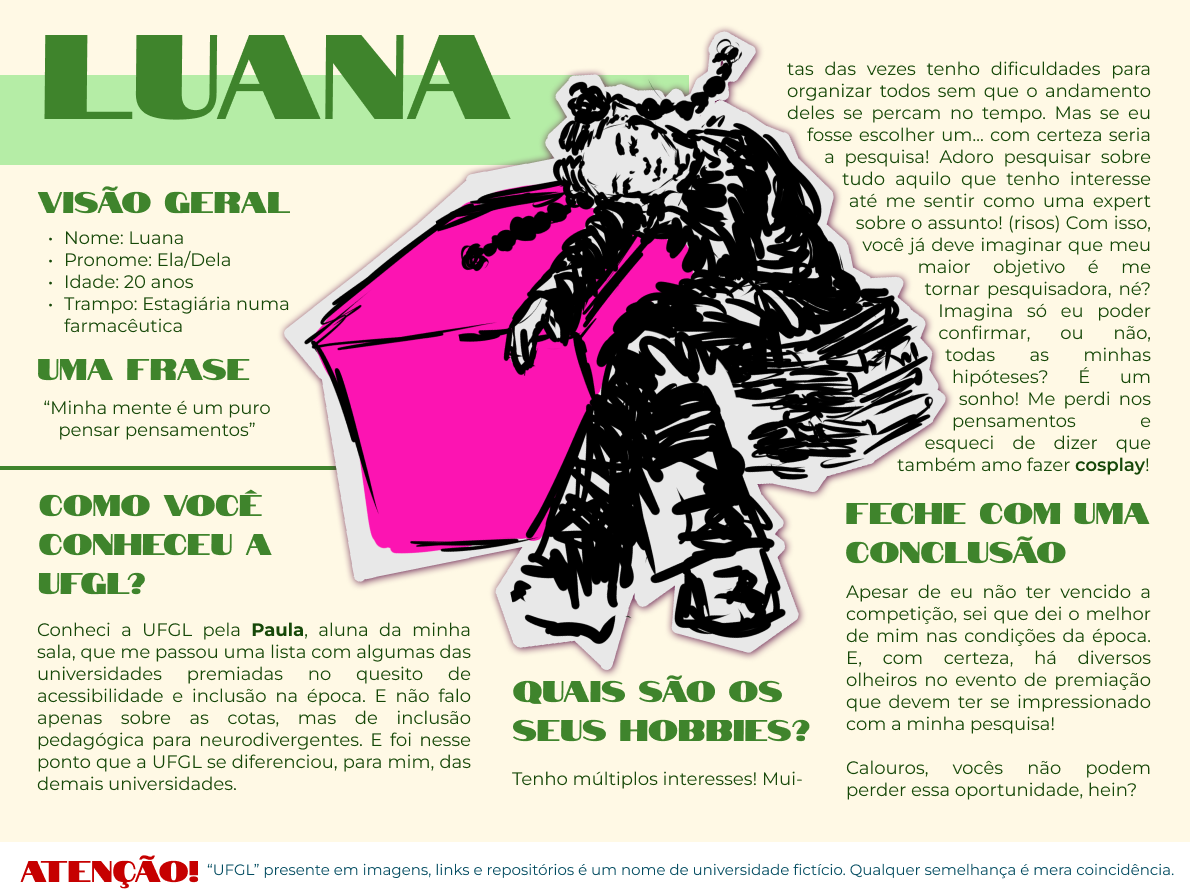 LUANA
VISÃO GERAL
• Nome: Luana
• Pronome: Ela/Dela
• Idade: 20 anos
• Trampo: Estagiária numa
farmacêutica
UMA FRASE
“Minha mente é um puro
pensar pensamentos”
COMO VOCÊ
CONHECEU A
UFGL?
Conheci a UFGL pela Paula, aluna da minha
sala, que me passou uma lista com algumas das
universidades premiadas no quesito de
acessibilidade e inclusão na época. E não falo
apenas sobre as cotas, mas de inclusão
pedagógica para neurodivergentes. E foi nesse
ponto que a UFGL se diferenciou, para mim, das
demais universidades.
QUAIS SÃO OS
SEUS HOBBIES?
Tenho múltiplos interesses! Mui-
tas das vezes tenho dificuldades para
organizar todos sem que o andamento
deles se percam no tempo. Mas se eu
fosse escolher um... com certeza seria
a pesquisa! Adoro pesquisar sobre
tudo aquilo que tenho interesse
até me sentir como uma expert
sobre o assunto! (risos) Com isso,
você já deve imaginar que meu
maior objetivo é me
tornar pesquisadora, né?
Imagina só eu poder
confirmar, ou não,
todas as minhas
hipóteses? É um
sonho! Me perdi nos
pensamentos e
esqueci de dizer que
também amo fazer cosplay!
FECHE COM UMA
CONCLUSÃO
Apesar de eu não ter vencido a
competição, sei que dei o melhor
de mim nas condições da época.
E, com certeza, há diversos
olheiros no evento de premiação
que devem ter se impressionado
com a minha pesquisa!
Calouros, vocês não podem
perder essa oportunidade, hein?
ATENÇÃO! “UFGL” presente em imagens, links e repositórios é um nome de universidade fictício. Qualquer semelhança é mera coincidência.